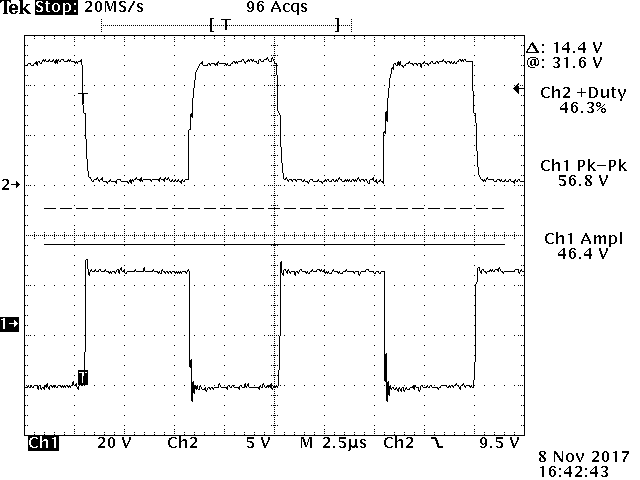 Tek Stop: 20MS/s 96 Acqs
[ T ]
Δ: 14.4 V
@: 31.6 V
T
Ch2 +Duty
46.3%
Ch1 Pk–Pk
56.8 V
2→
Ch1 Ampl
46.4 V
1→
T
Ch1 20 V Ch2 5 V M 2.5µs Ch2 9.5 V
8 Nov 2017
16:42:43